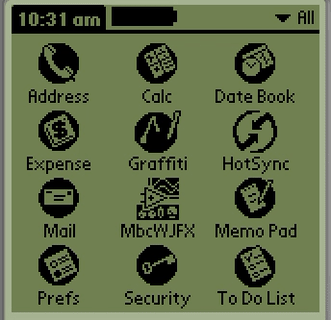 10:31 am All
Address Calc Date Book
Expense Graffiti HotSync
Mail MbcWJFX Memo Pad
Prefs Security To Do List